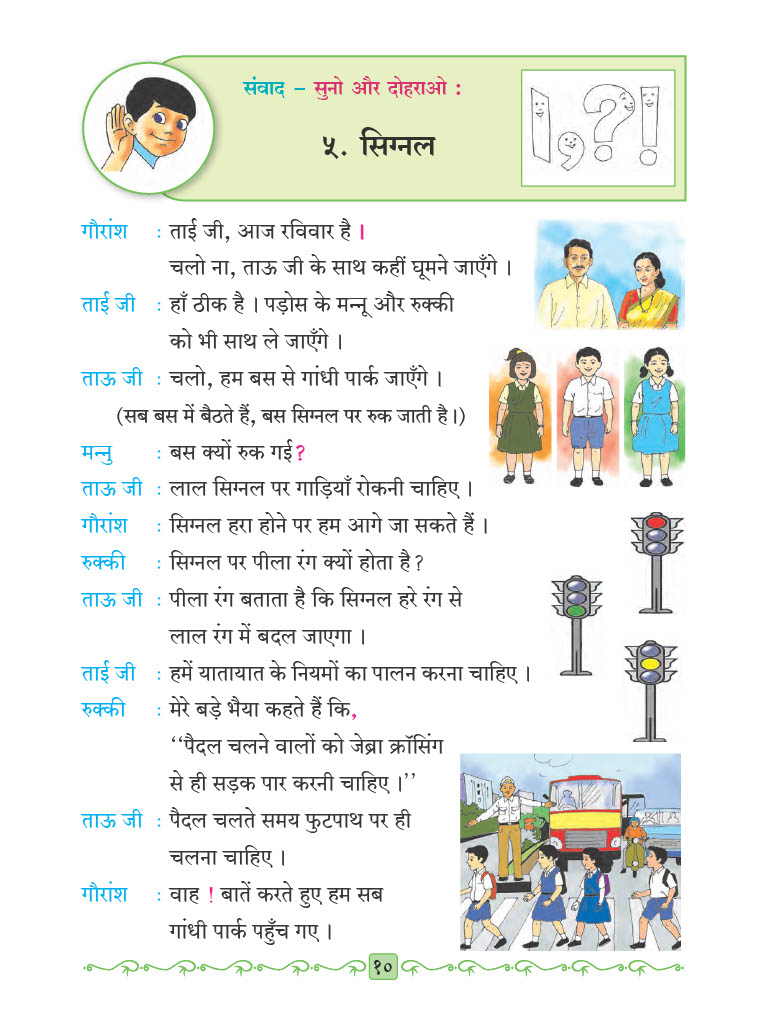 संवाद – सुनो और दोहराओ :
५. सिग्नल
। , ? !
गौरांश : ताई जी, आज रविवार है ।
चलो ना, ताऊ जी के साथ कहीं घूमने जाएँगे ।
ताई जी : हाँ ठीक है । पड़ोस के मन्नू और रुक्की
को भी साथ ले जाएँगे ।
ताऊ जी : चलो, हम बस से गांधी पार्क जाएँगे ।
(सब बस में बैठते हैं, बस सिग्नल पर रुक जाती है।)
मन्नु : बस क्यों रुक गई?
ताऊ जी : लाल सिग्नल पर गाड़ियाँ रोकनी चाहिए ।
गौरांश : सिग्नल हरा होने पर हम आगे जा सकते हैं ।
रुक्की : सिग्नल पर पीला रंग क्यों होता है?
ताऊ जी : पीला रंग बताता है कि सिग्नल हरे रंग से
लाल रंग में बदल जाएगा ।
ताई जी : हमें यातायात के नियमों का पालन करना चाहिए ।
रुक्की : मेरे बड़े भैया कहते हैं कि,
‘‘पैदल चलने वालों को जेब्रा क्रॉसिंग
से ही सड़क पार करनी चाहिए ।’’
ताऊ जी : पैदल चलते समय फुटपाथ पर ही
चलना चाहिए ।
गौरांश : वाह ! बातें करते हुए हम सब
गांधी पार्क पहुँच गए ।
१०